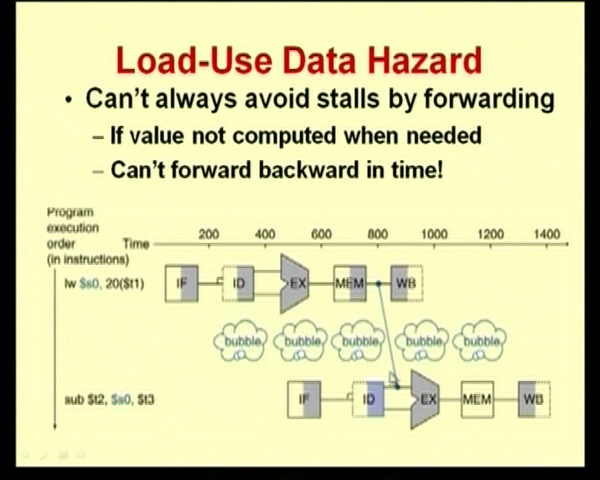 Load-Use Data Hazard
• Can't always avoid stalls by forwarding
– If value not computed when needed
– Can't forward backward in time!
Program
execution
order
(in instructions)
Time
200 400 600 800 1000 1200 1400
lw $s0, 20($t1)
IF ID EX MEM WB
bubble bubble bubble bubble bubble
sub $t2, $s0, $t3
IF ID EX MEM WB